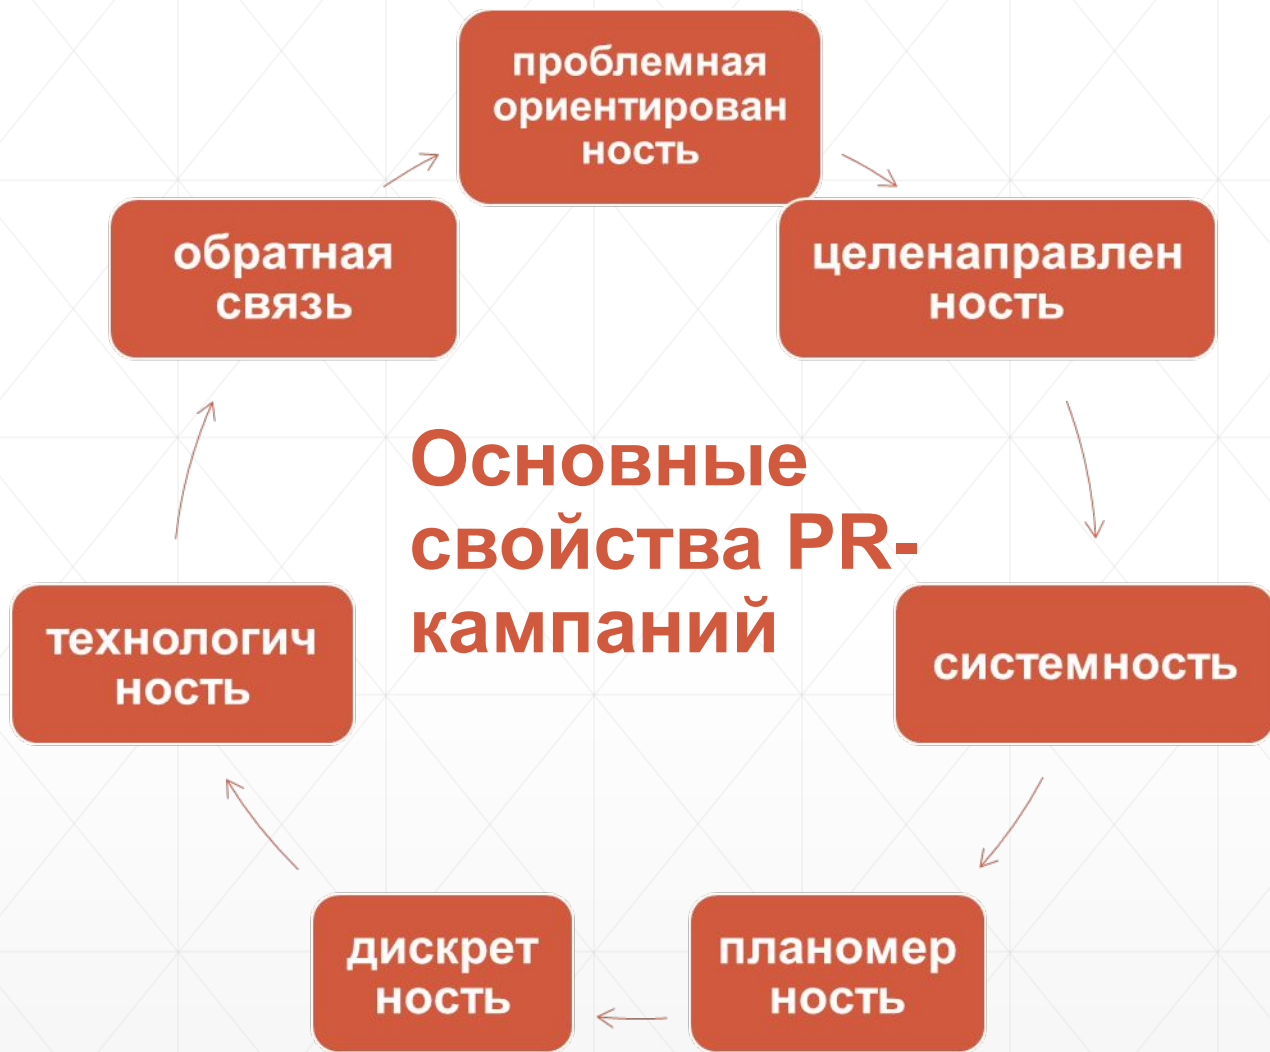 проблемная
ориентирован
ность
целенаправлен
ность
системность
планомер
ность
дискрет
ность
технологич
ность
обратная
связь
Основные
свойства PR-
кампаний